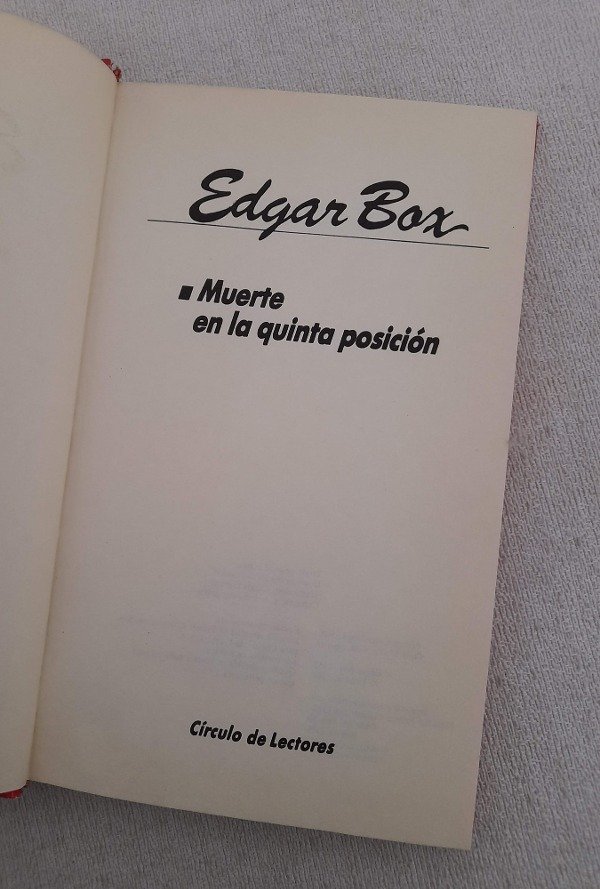 Edgar Box
■ Muerte
en la quinta posición
Círculo de Lectores